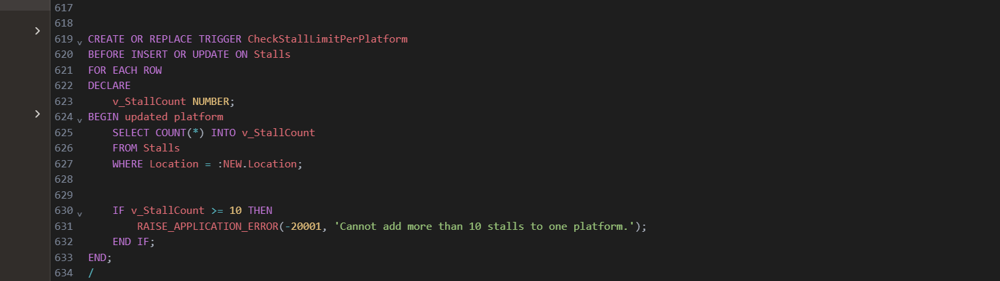 617
618
619 CREATE OR REPLACE TRIGGER CheckStallLimitPerPlatform
620 BEFORE INSERT OR UPDATE ON Stalls
621 FOR EACH ROW
622 DECLARE
623     v_StallCount NUMBER;
624 BEGIN updated platform
625     SELECT COUNT(*) INTO v_StallCount
626     FROM Stalls
627     WHERE Location = :NEW.Location;
628
629
630     IF v_StallCount >= 10 THEN
631         RAISE_APPLICATION_ERROR(-20001, 'Cannot add more than 10 stalls to one platform.');
632     END IF;
633 END;
634 /